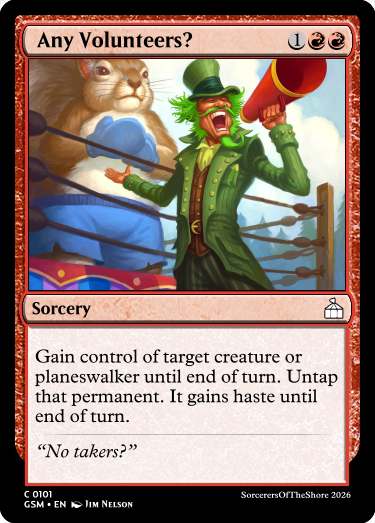 Any Volunteers? 1
Sorcery
Gain control of target creature or
planeswalker until end of turn. Untap
that permanent. It gains haste until
end of turn.
“No takers?”
C 0101
GSM • EN Jim Nelson
SorcerersOfTheShore 2026